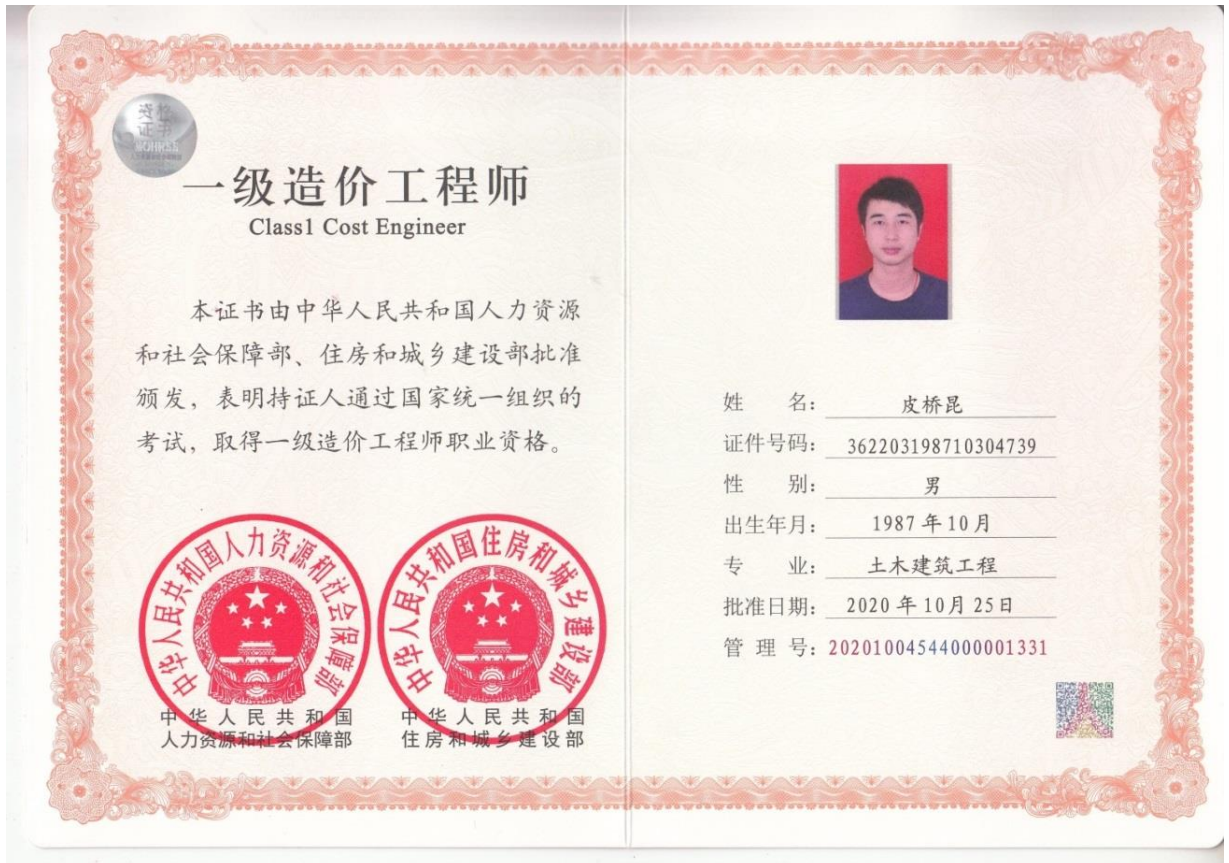 资格
证书
一级造价工程师
Class1 Cost Engineer
本证书由中华人民共和国人力资源
和社会保障部、住房和城乡建设部批准
颁发，表明持证人通过国家统一组织的
考试，取得一级造价工程师职业资格。
中华人民共和国人力资源和社会保障部
中华人民共和国
人力资源和社会保障部
中华人民共和国住房和城乡建设部
中华人民共和国
住房和城乡建设部
姓 名：皮桥昆
证件号码：362203198710304739
性 别：男
出生年月：1987年10月
专 业：土木建筑工程
批准日期：2020年10月25日
管 理 号：20201004544000001331